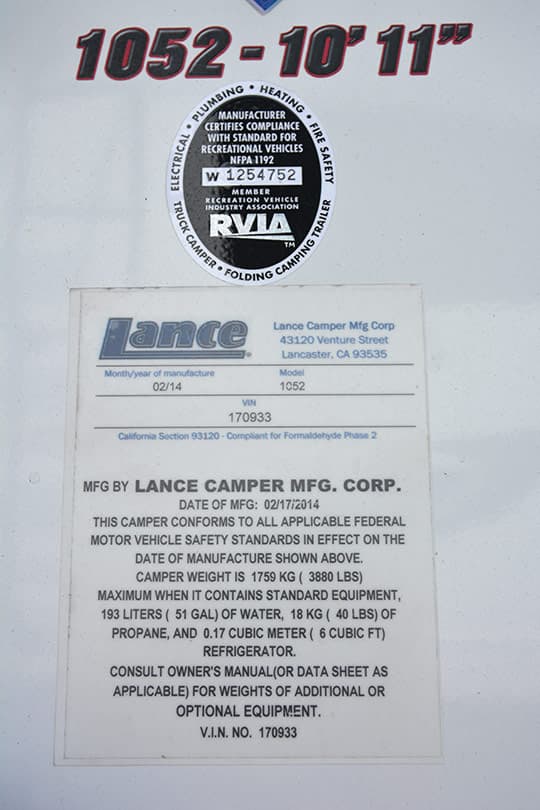 1052 - 10' 11"
ELECTRICAL • PLUMBING • HEATING • FIRE SAFETY
MANUFACTURER
CERTIFIES COMPLIANCE
WITH STANDARD FOR
RECREATIONAL VEHICLES
NFPA 1192
W 1254752
MEMBER
RECREATION VEHICLE
INDUSTRY ASSOCIATION
RVIA TM
TRUCK CAMPER • FOLDING CAMPING TRAILER
Lance®
Lance Camper Mfg Corp
43120 Venture Street
Lancaster, CA 93535
Month/year of manufacture Model
02/14 1052
VIN
170933
California Section 93120 - Compliant for Formaldehyde Phase 2
MFG BY LANCE CAMPER MFG. CORP.
DATE OF MFG: 02/17/2014
THIS CAMPER CONFORMS TO ALL APPLICABLE FEDERAL
MOTOR VEHICLE SAFETY STANDARDS IN EFFECT ON THE
DATE OF MANUFACTURE SHOWN ABOVE.
CAMPER WEIGHT IS 1759 KG ( 3880 LBS)
MAXIMUM WHEN IT CONTAINS STANDARD EQUIPMENT,
193 LITERS ( 51 GAL) OF WATER, 18 KG ( 40 LBS) OF
PROPANE, AND 0.17 CUBIC METER ( 6 CUBIC FT)
REFRIGERATOR.
CONSULT OWNER'S MANUAL(OR DATA SHEET AS
APPLICABLE) FOR WEIGHTS OF ADDITIONAL OR
OPTIONAL EQUIPMENT.
V.I.N. NO. 170933